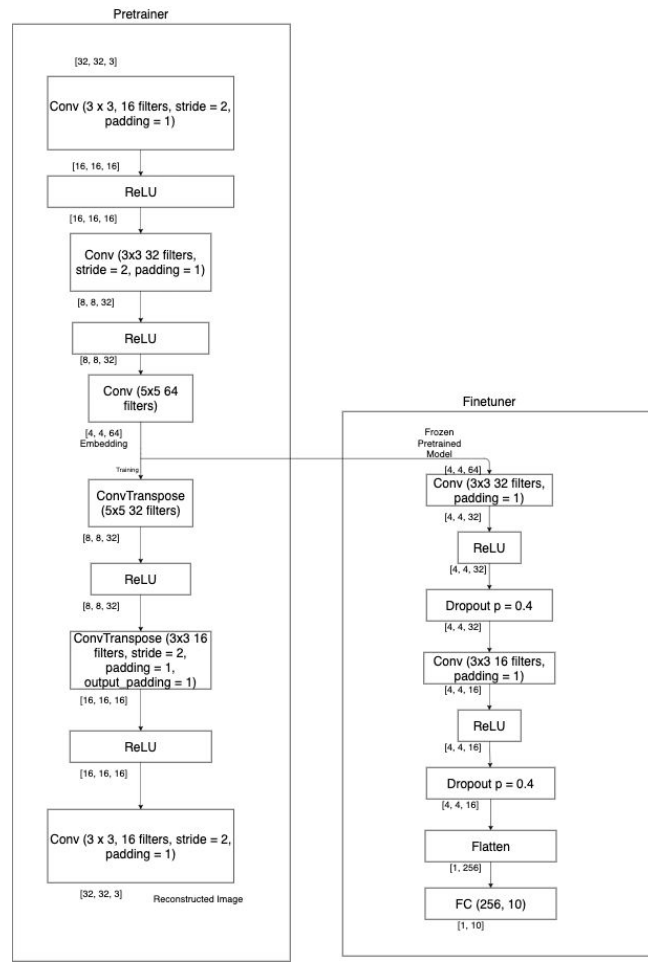 Pretrainer
[32, 32, 3]
Conv (3 x 3, 16 filters, stride = 2,
padding = 1)
[16, 16, 16]
ReLU
[16, 16, 16]
Conv (3x3 32 filters,
stride = 2, padding = 1)
[8, 8, 32]
ReLU
[8, 8, 32]
Conv (5x5 64
filters)
[4, 4, 64]
Embedding
Training
ConvTranspose
(5x5 32 filters)
[8, 8, 32]
ReLU
[8, 8, 32]
ConvTranspose (3x3 16
filters, stride = 2,
padding = 1,
output_padding = 1)
[16, 16, 16]
ReLU
[16, 16, 16]
Conv (3 x 3, 16 filters, stride = 2,
padding = 1)
[32, 32, 3]
Reconstructed Image
Finetuner
Frozen
Pretrained
Model
[4, 4, 64]
Conv (3x3 32 filters,
padding = 1)
[4, 4, 32]
ReLU
[4, 4, 32]
Dropout p = 0.4
[4, 4, 32]
Conv (3x3 16 filters,
padding = 1)
[4, 4, 16]
ReLU
[4, 4, 16]
Dropout p = 0.4
[4, 4, 16]
Flatten
[1, 256]
FC (256, 10)
[1, 10]